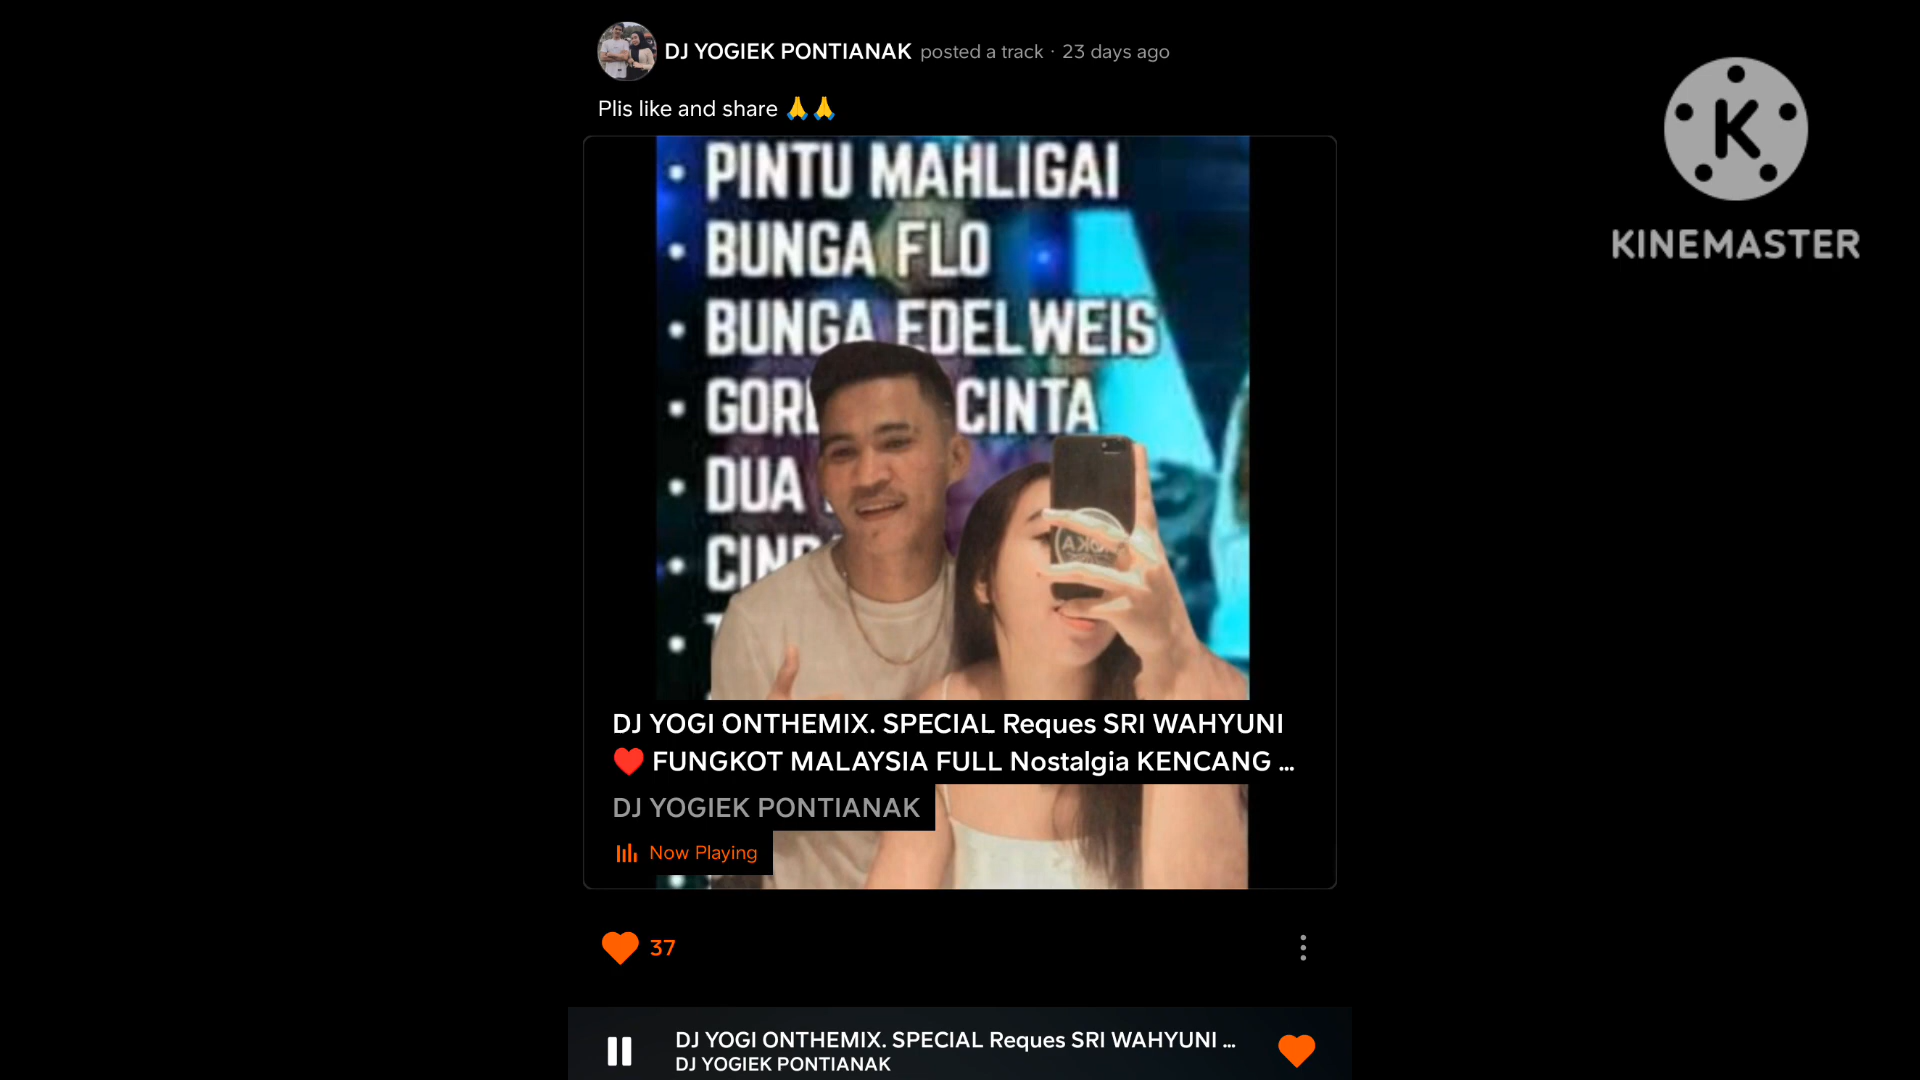 DJ YOGIEK PONTIANAK posted a track · 23 days ago
Plis like and share 🙏🙏
KINEMASTER
• PINTU MAHLIGAI
• BUNGA FLO
• BUNGA EDELWEIS
• CINTA
• DUA
DJ YOGI ONTHEMIX. SPECIAL Reques SRI WAHYUNI
❤️ FUNGKOT MALAYSIA FULL Nostalgia KENCANG ...
DJ YOGIEK PONTIANAK
Now Playing
37
DJ YOGI ONTHEMIX. SPECIAL Reques SRI WAHYUNI ...
DJ YOGIEK PONTIANAK